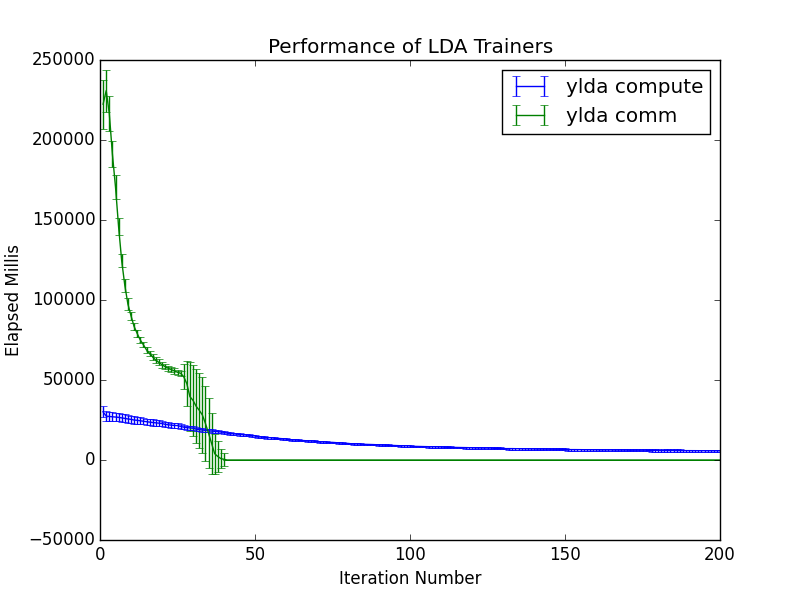 Performance of LDA Trainers
250000
200000
150000
100000
50000
0
−50000
Elapsed Millis
ylda compute
ylda comm
0 50 100 150 200
Iteration Number